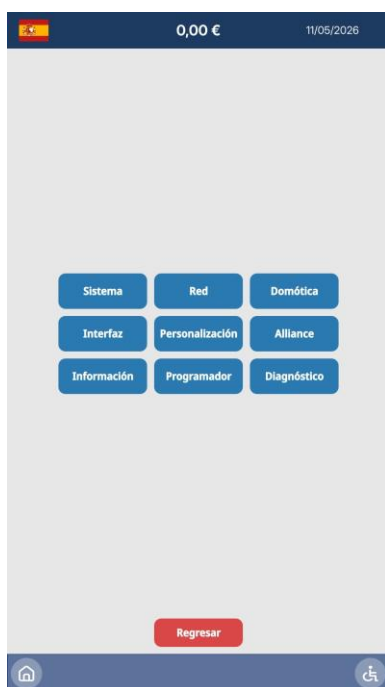 0,00 € 11/05/2026
Sistema Red Domótica
Interfaz Personalización Alliance
Información Programador Diagnóstico
Regresar